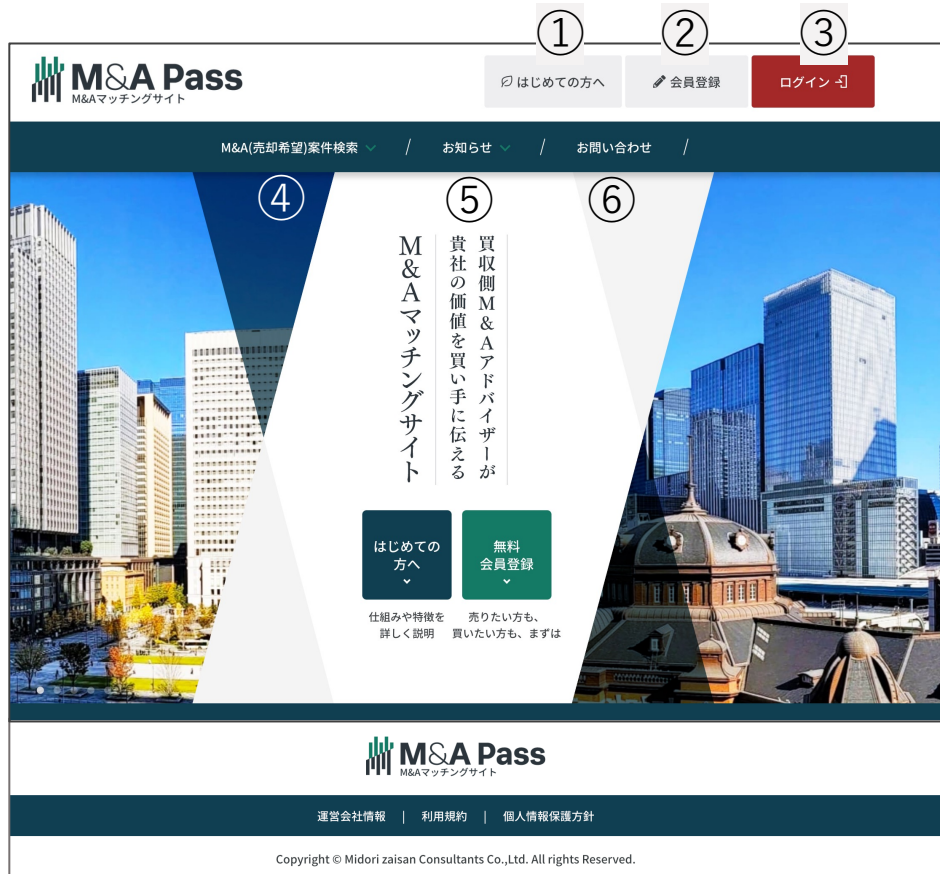 ①
②
③
M&A Pass
M&Aマッチングサイト
はじめての方へ
会員登録
ログイン
M&A(売却希望)案件検索 / お知らせ / お問い合わせ /
④
⑤
⑥
買収側M&Aアドバイザーが
貴社の価値を買い手に伝える
M&Aマッチングサイト
はじめての
方へ
無料
会員登録
仕組みや特徴を
詳しく説明
売りたい方も、
買いたい方も、まずは
M&A Pass
M&Aマッチングサイト
運営会社情報 | 利用規約 | 個人情報保護方針
Copyright © Midori zaisan Consultants Co.,Ltd. All rights Reserved.